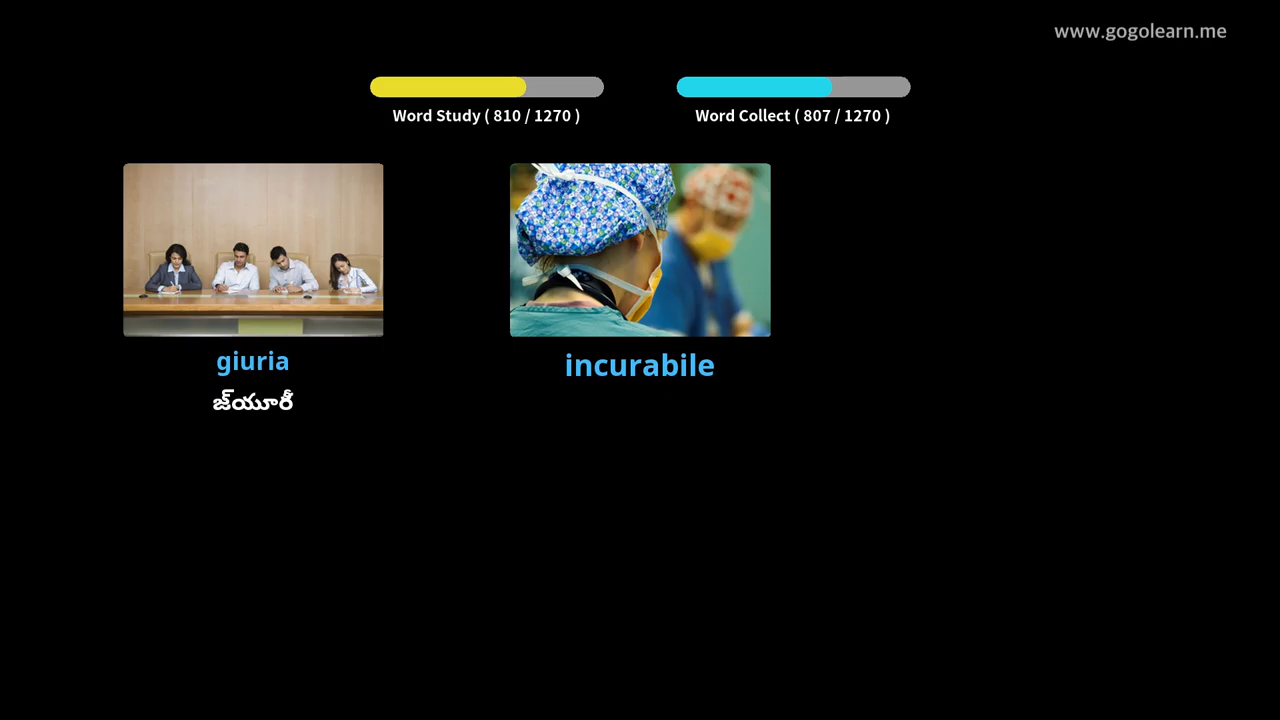 www.gogolearn.me
Word Study ( 810 / 1270 )
Word Collect ( 807 / 1270 )
giuria
జ్‌యూరీ
incurabile